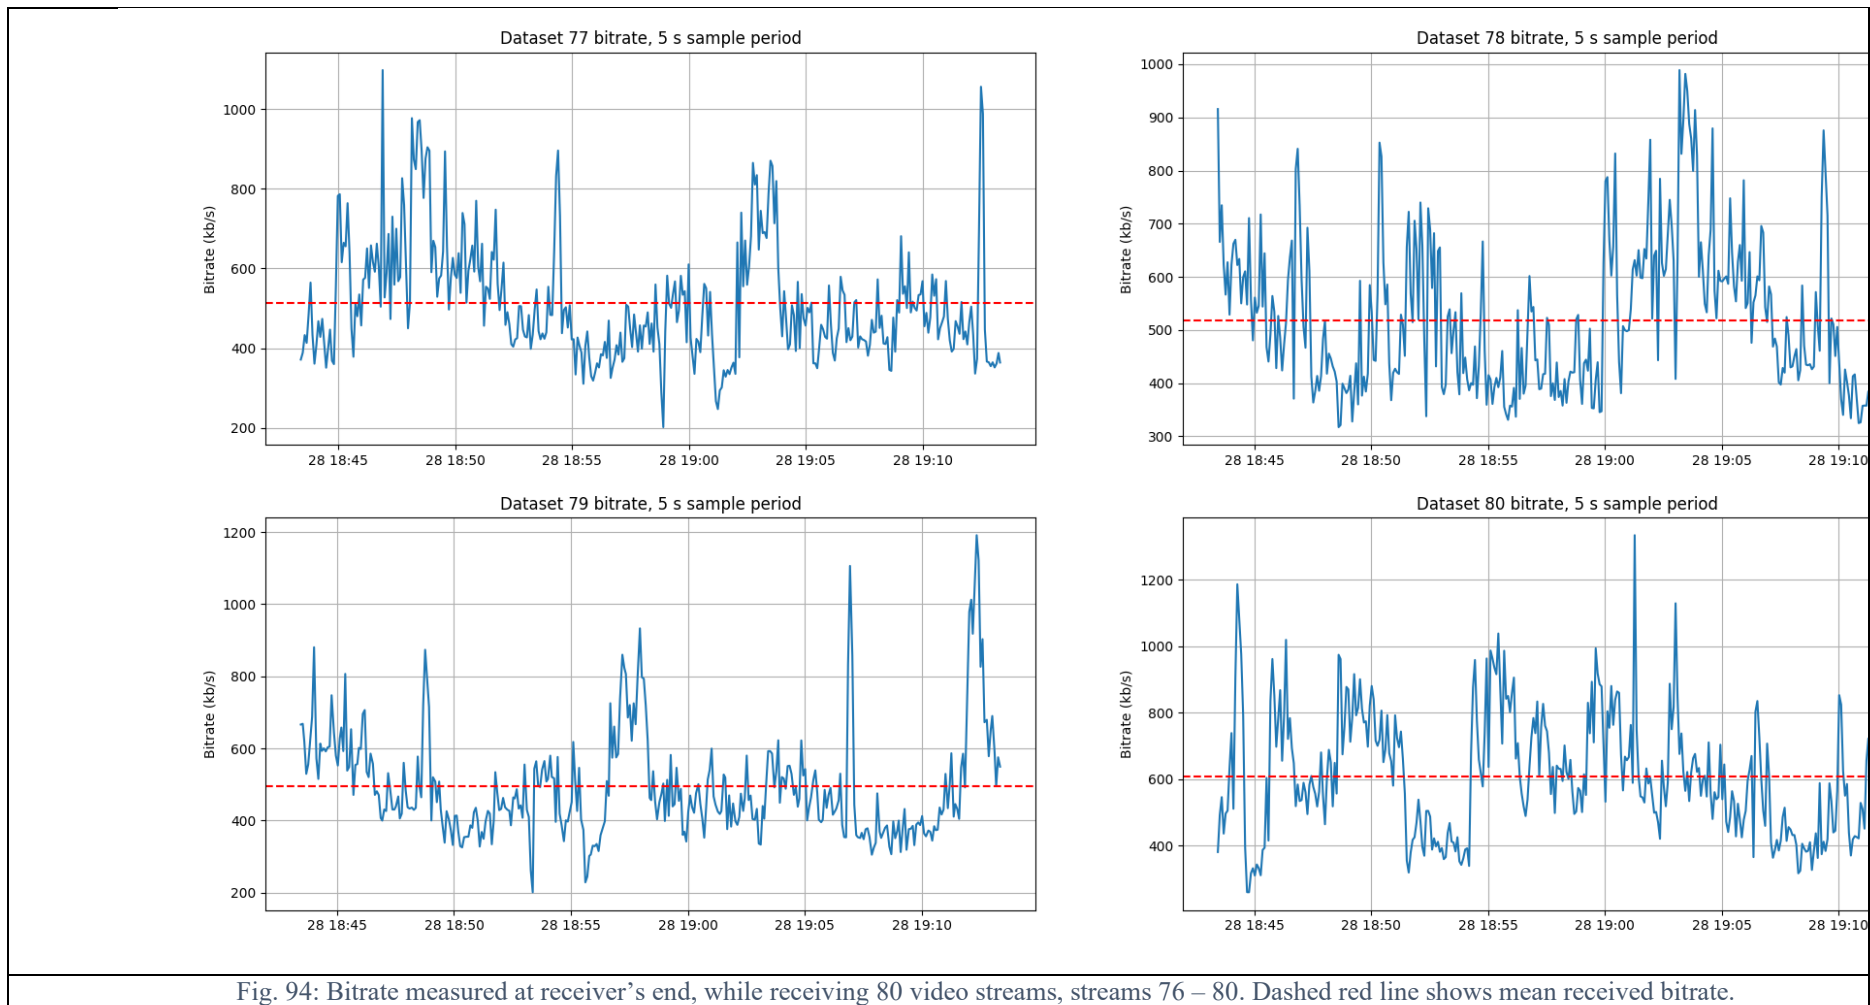 Dataset 77 bitrate, 5 s sample period
Bitrate (kb/s)
1000
800
600
400
200
28 18:45 28 18:50 28 18:55 28 19:00 28 19:05 28 19:10
Dataset 78 bitrate, 5 s sample period
Bitrate (kb/s)
1000
900
800
700
600
500
400
300
28 18:45 28 18:50 28 18:55 28 19:00 28 19:05 28 19:10
Dataset 79 bitrate, 5 s sample period
Bitrate (kb/s)
1200
1000
800
600
400
200
28 18:45 28 18:50 28 18:55 28 19:00 28 19:05 28 19:10
Dataset 80 bitrate, 5 s sample period
Bitrate (kb/s)
1200
1000
800
600
400
28 18:45 28 18:50 28 18:55 28 19:00 28 19:05 28 19:10
Fig. 94: Bitrate measured at receiver’s end, while receiving 80 video streams, streams 76 – 80. Dashed red line shows mean received bitrate.